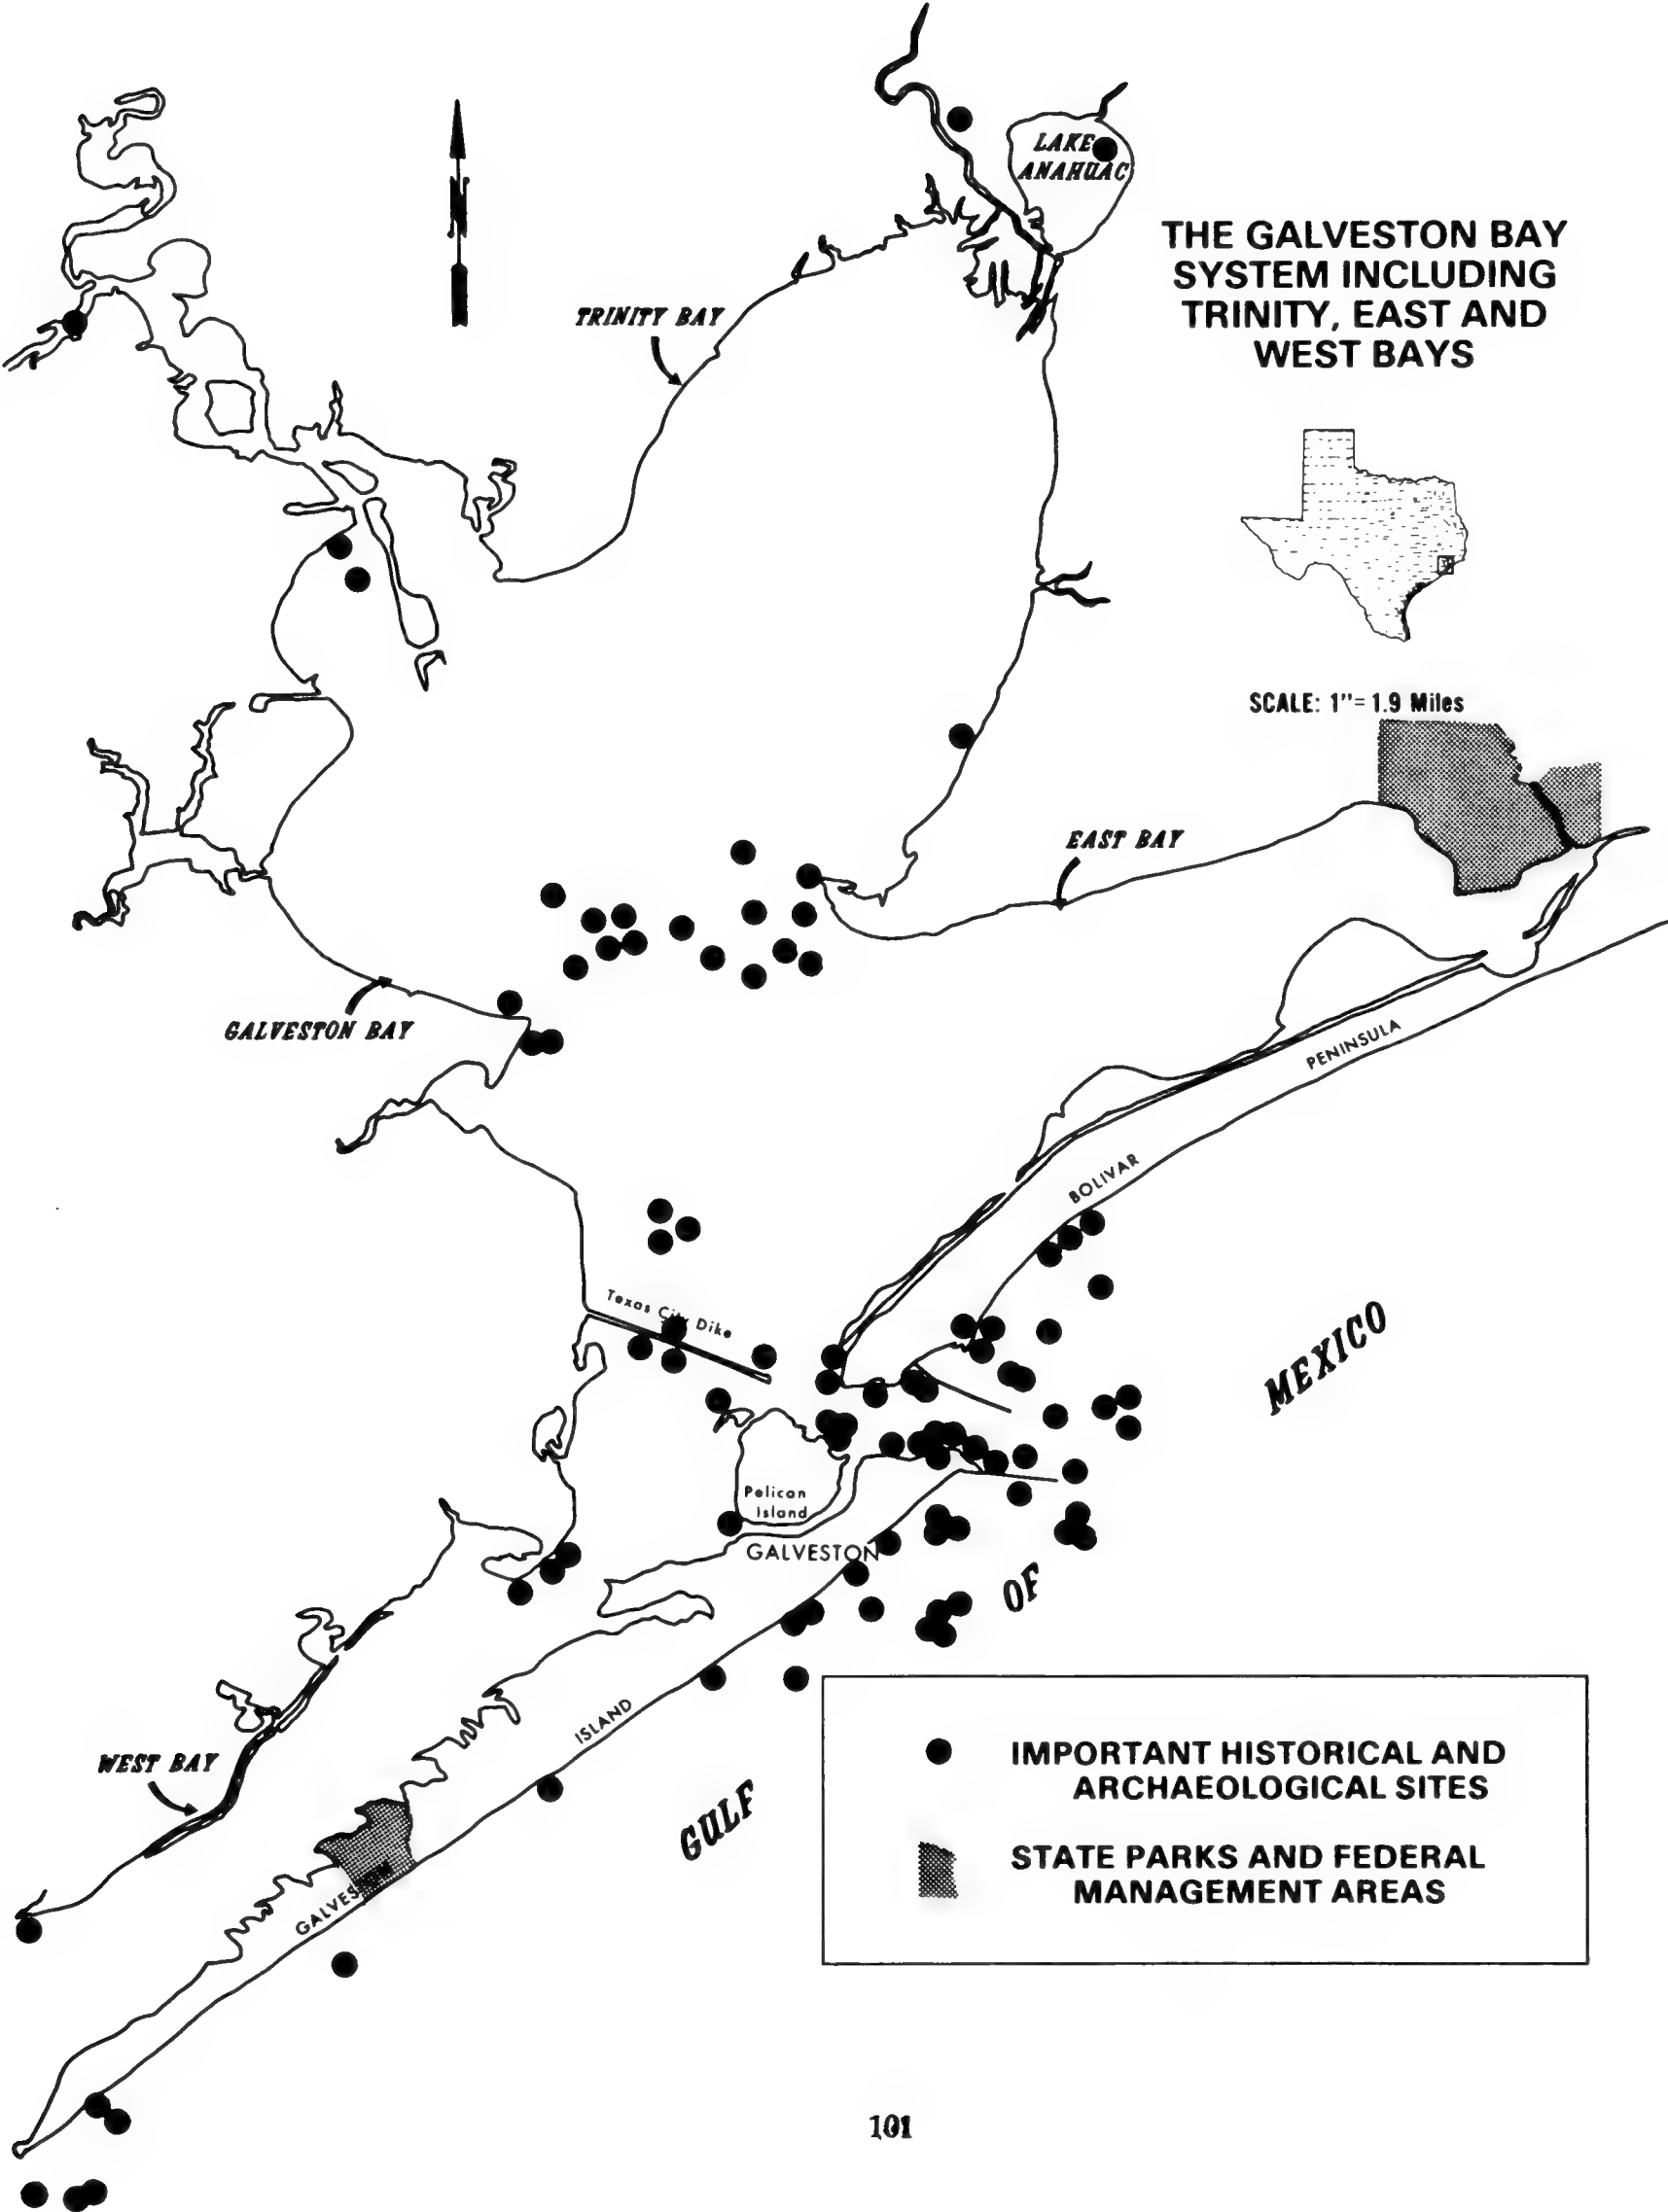 LAKE
ANAHUAC
THE GALVESTON BAY
SYSTEM INCLUDING
TRINITY, EAST AND
WEST BAYS
N
TRINITY BAY
SCALE: 1"= 1.9 Miles
EAST BAY
GALVESTON BAY
PENINSULA
BOLIVAR
Texas City Dike
MEXICO
Pelican
Island
GALVESTON
OF
ISLAND
WEST BAY
GULF
GALVESTON
IMPORTANT HISTORICAL AND
ARCHAEOLOGICAL SITES
STATE PARKS AND FEDERAL
MANAGEMENT AREAS
101